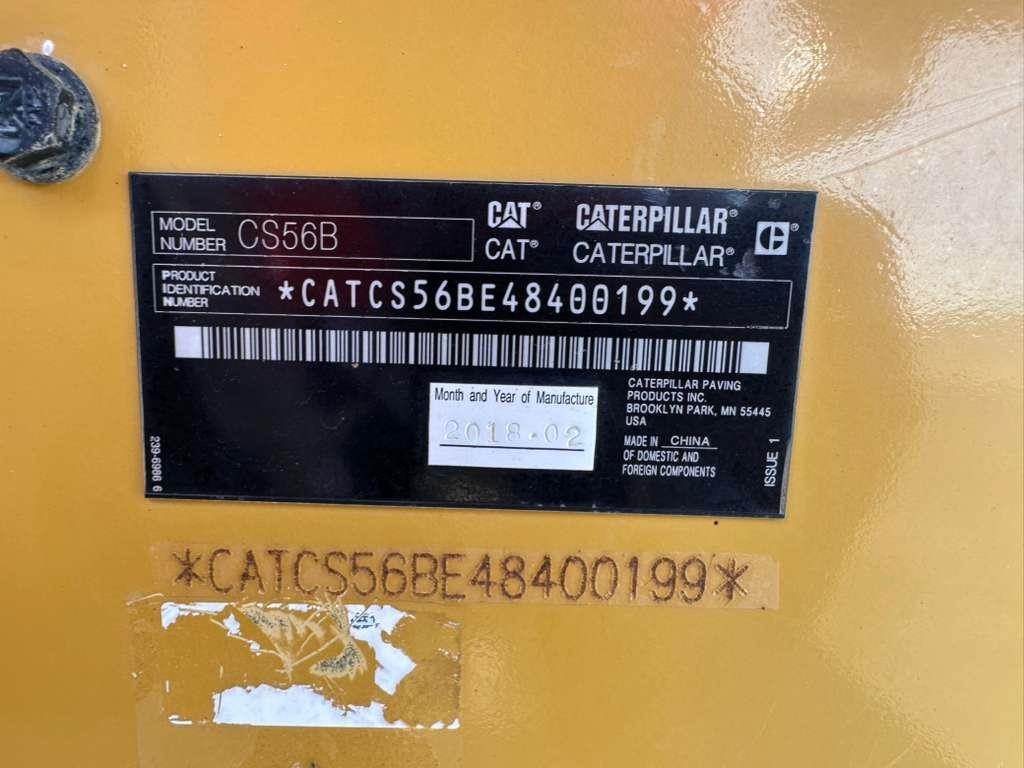 MODEL NUMBER CS56B
CAT® CATERPILLAR®
CAT® CATERPILLAR®
PRODUCT
IDENTIFICATION
NUMBER
*CATCS56BE48400199*
CATERPILLAR PAVING
PRODUCTS INC.
BROOKLYN PARK, MN 55445
USA
Month and Year of Manufacture
2018.02
MADE IN CHINA
OF DOMESTIC AND
FOREIGN COMPONENTS
239-6986 6
ISSUE 1
*CATCS56BE48400199*